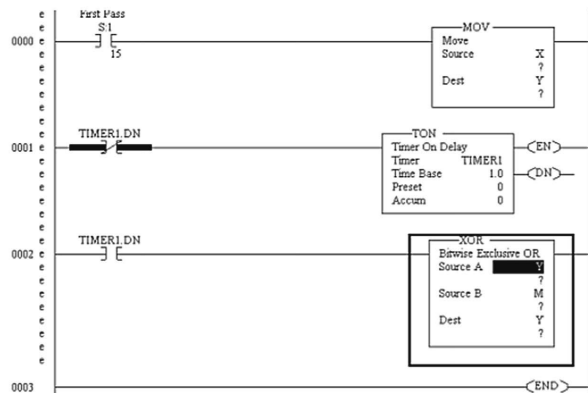 First Pass
S:1
15
MOV
Move
Source X
?
Dest Y
?
0000
e
e
e
e
e
e
e
e
e
e
0001
TIMER1.DN
TON
Timer On Delay
Timer TIMER1
Time Base 1.0
Preset 0
Accum 0
EN
DN
e
e
e
e
e
e
e
e
e
e
0002
TIMER1.DN
XOR
Bitwise Exclusive OR
Source A Y
?
Source B M
?
Dest Y
?
e
e
e
e
e
e
e
e
e
e
0003
END